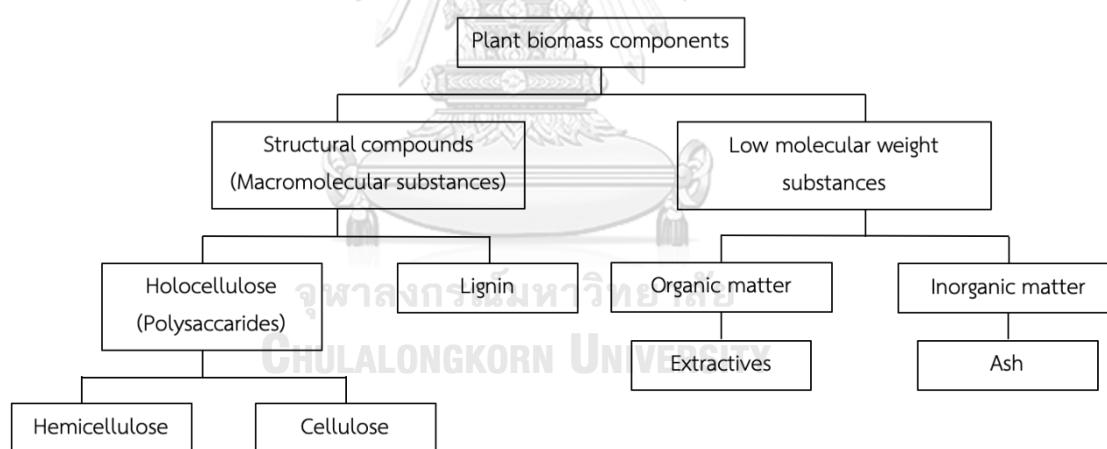 Plant biomass components
Structural compounds
(Macromolecular substances)
Low molecular weight
substances
Holocellulose
(Polysaccarides)
Lignin
Organic matter
Inorganic matter
จุฬาลงกรณ์มหาวิทยาลัย
CHULALONGKORN UNIVERSITY
Extractives
Ash
Hemicellulose
Cellulose